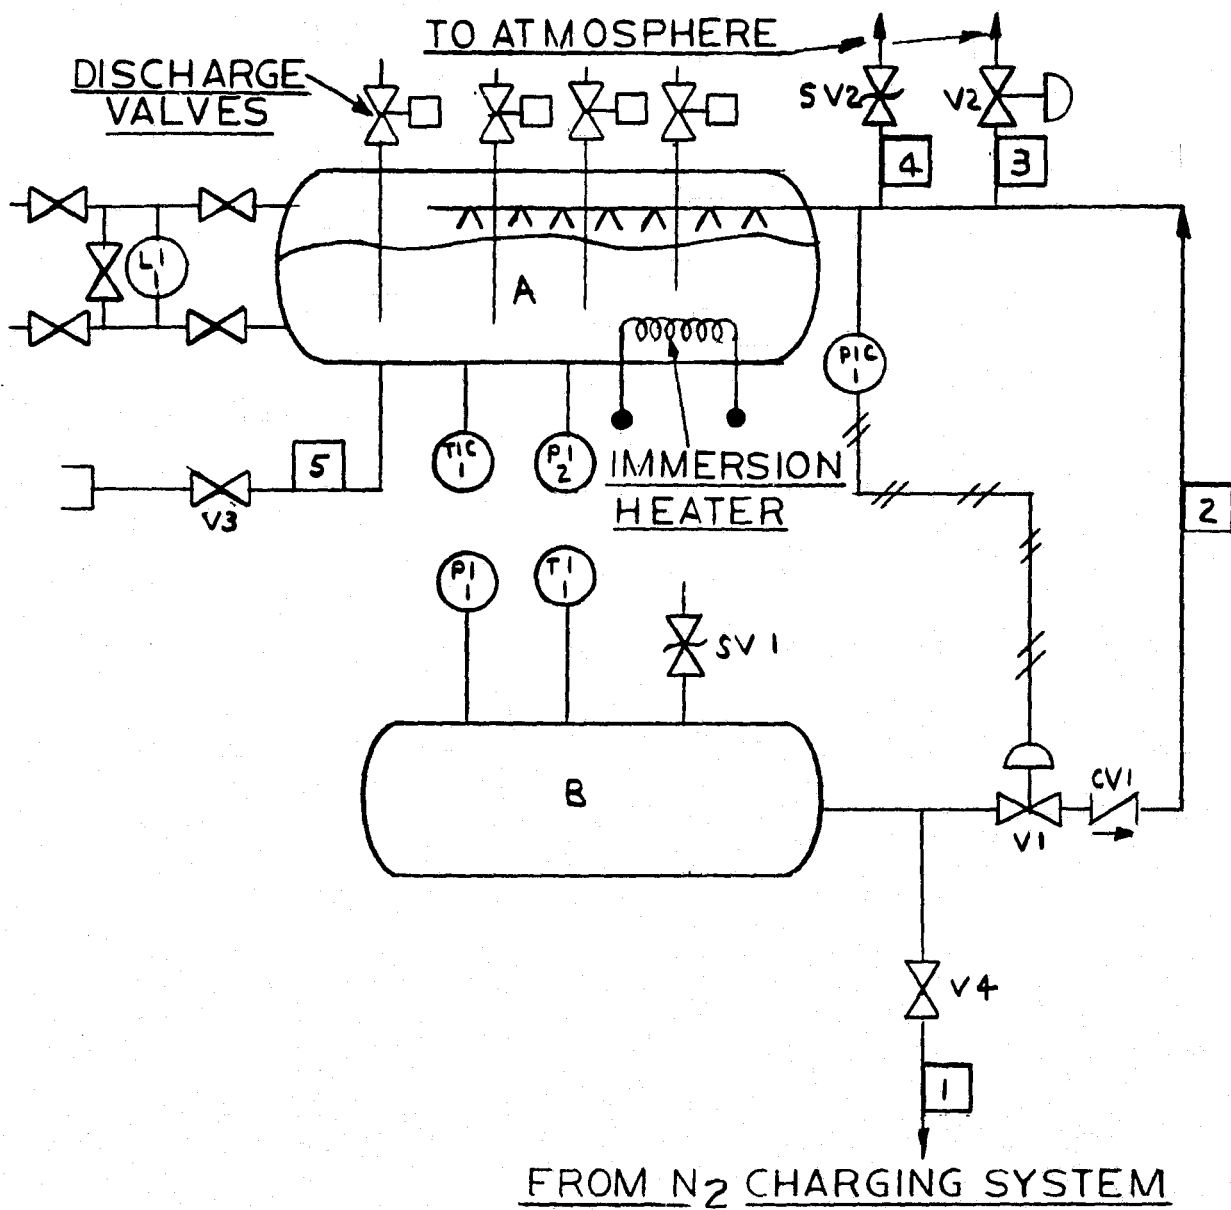 TO ATMOSPHERE
DISCHARGE
VALVES
SV2
V2
4
3
LI
1
A
PIC
1
TIC
1
PI
2
5
V3
IMMERSION
HEATER
2
PI
1
TI
1
SV1
B
CV1
V1
V4
1
FROM N2 CHARGING SYSTEM